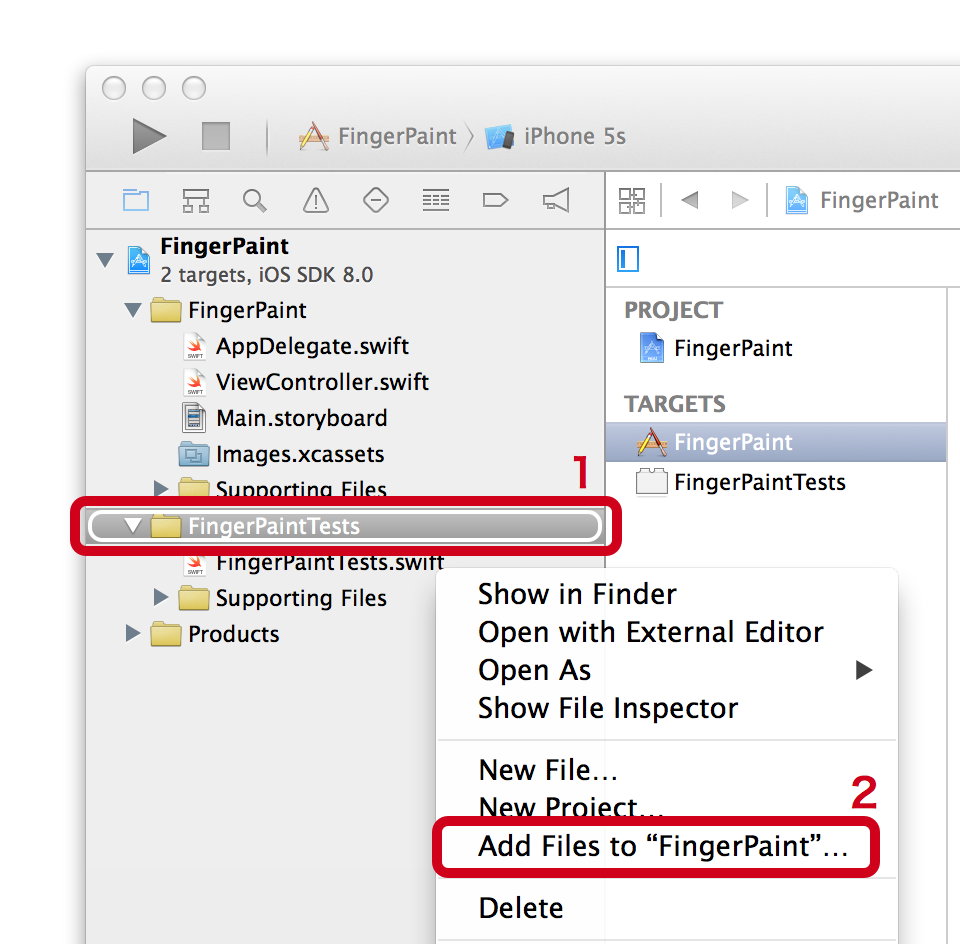 FingerPaint
iPhone 5s
FingerPaint
FingerPaint
2 targets, iOS SDK 8.0
FingerPaint
AppDelegate.swift
ViewController.swift
Main.storyboard
Images.xcassets
Supporting Files
1
FingerPaintTests
FingerPaintTests.swift
Supporting Files
Products
PROJECT
FingerPaint
TARGETS
FingerPaint
FingerPaintTests
Show in Finder
Open with External Editor
Open As
Show File Inspector
New File...
New Project...
2
Add Files to “FingerPaint”...
Delete